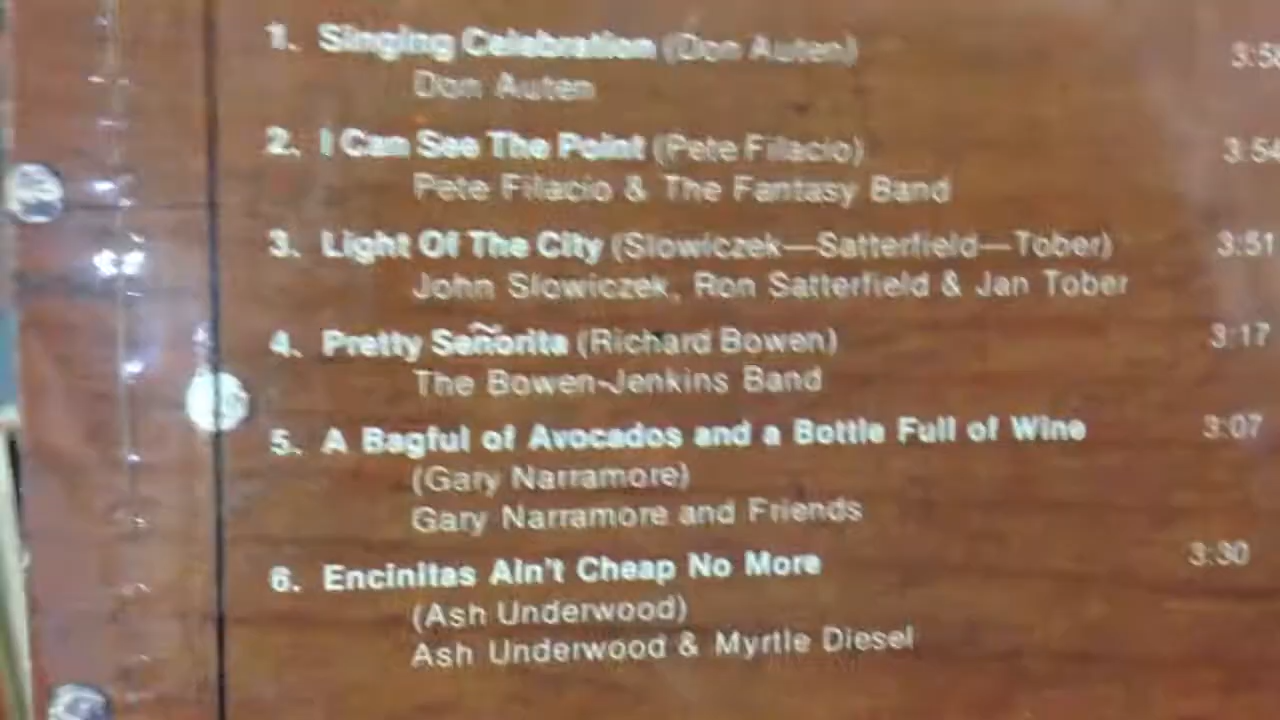 1. Singing Celebration (Don Auten)
Don Auten
2. I Can See The Point (Pete Filacio) 3:54
Pete Filacio & The Fantasy Band
3. Light Of The City (Slowiczek—Satterfield—Tober) 3:51
John Slowiczek, Ron Satterfield & Jan Tober
4. Pretty Señorita (Richard Bowen) 3:17
The Bowen-Jenkins Band
5. A Bagful of Avocados and a Bottle Full of Wine 3:07
(Gary Narramore)
Gary Narramore and Friends
6. Encinitas Ain't Cheap No More 3:30
(Ash Underwood)
Ash Underwood & Myrtle Diesel